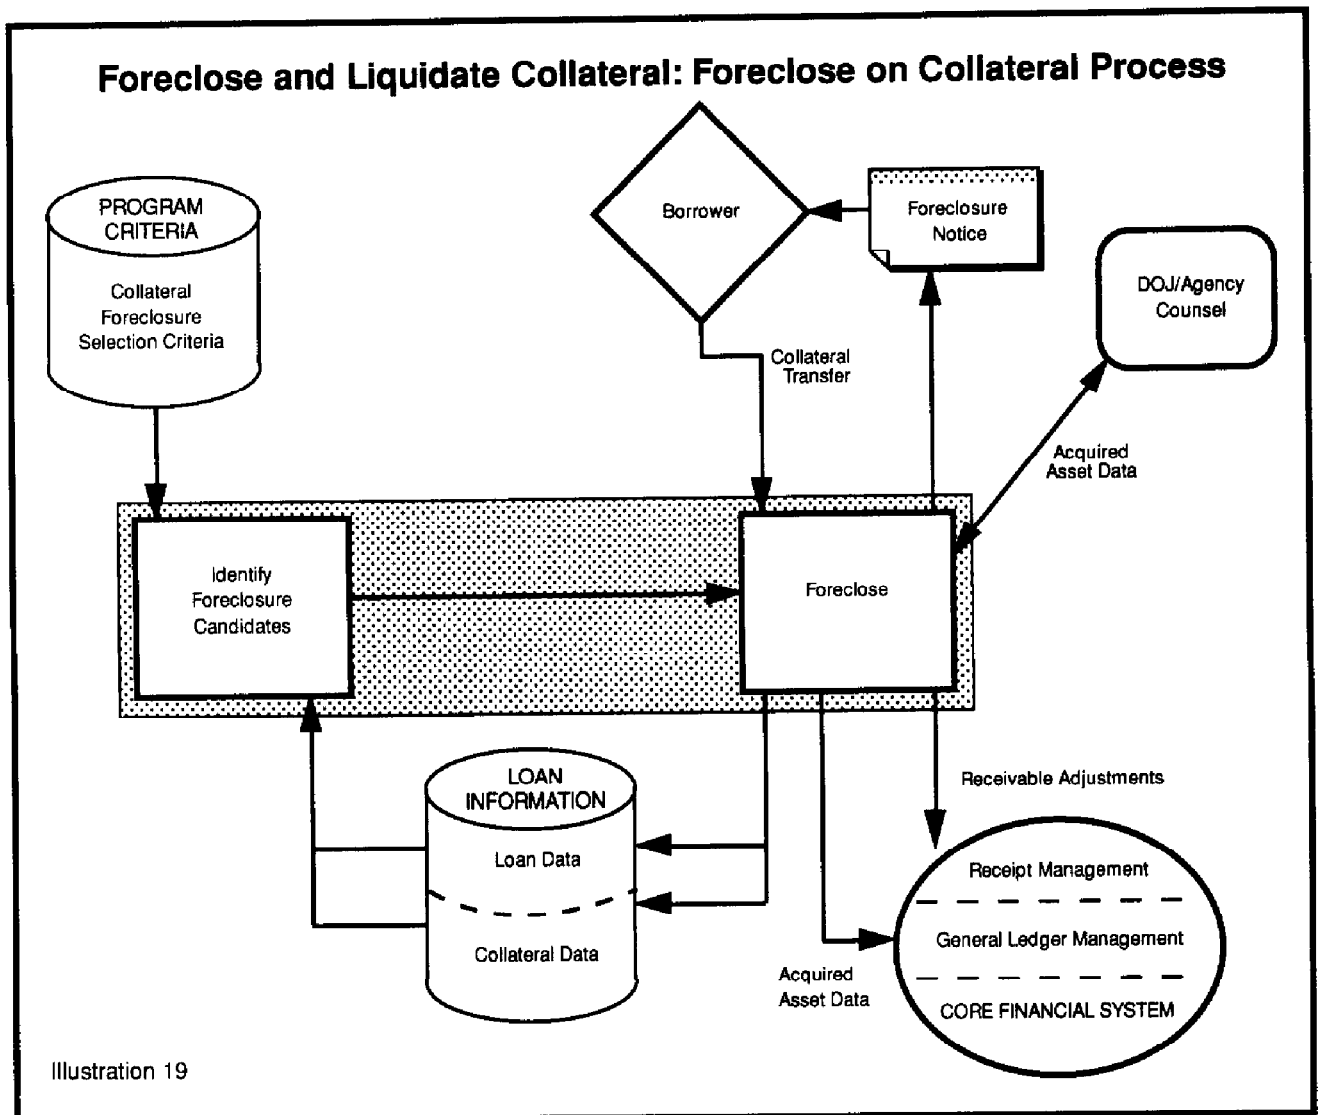 Foreclose and Liquidate Collateral: Foreclose on Collateral Process
PROGRAM
CRITERIA
Collateral
Foreclosure
Selection Criteria
Borrower
Foreclosure
Notice
DOJ/Agency
Counsel
Collateral
Transfer
Acquired
Asset Data
Identify
Foreclosure
Candidates
Foreclose
LOAN
INFORMATION
Loan Data
Collateral Data
Receivable Adjustments
Receipt Management
General Ledger Management
CORE FINANCIAL SYSTEM
Acquired
Asset Data
Illustration 19